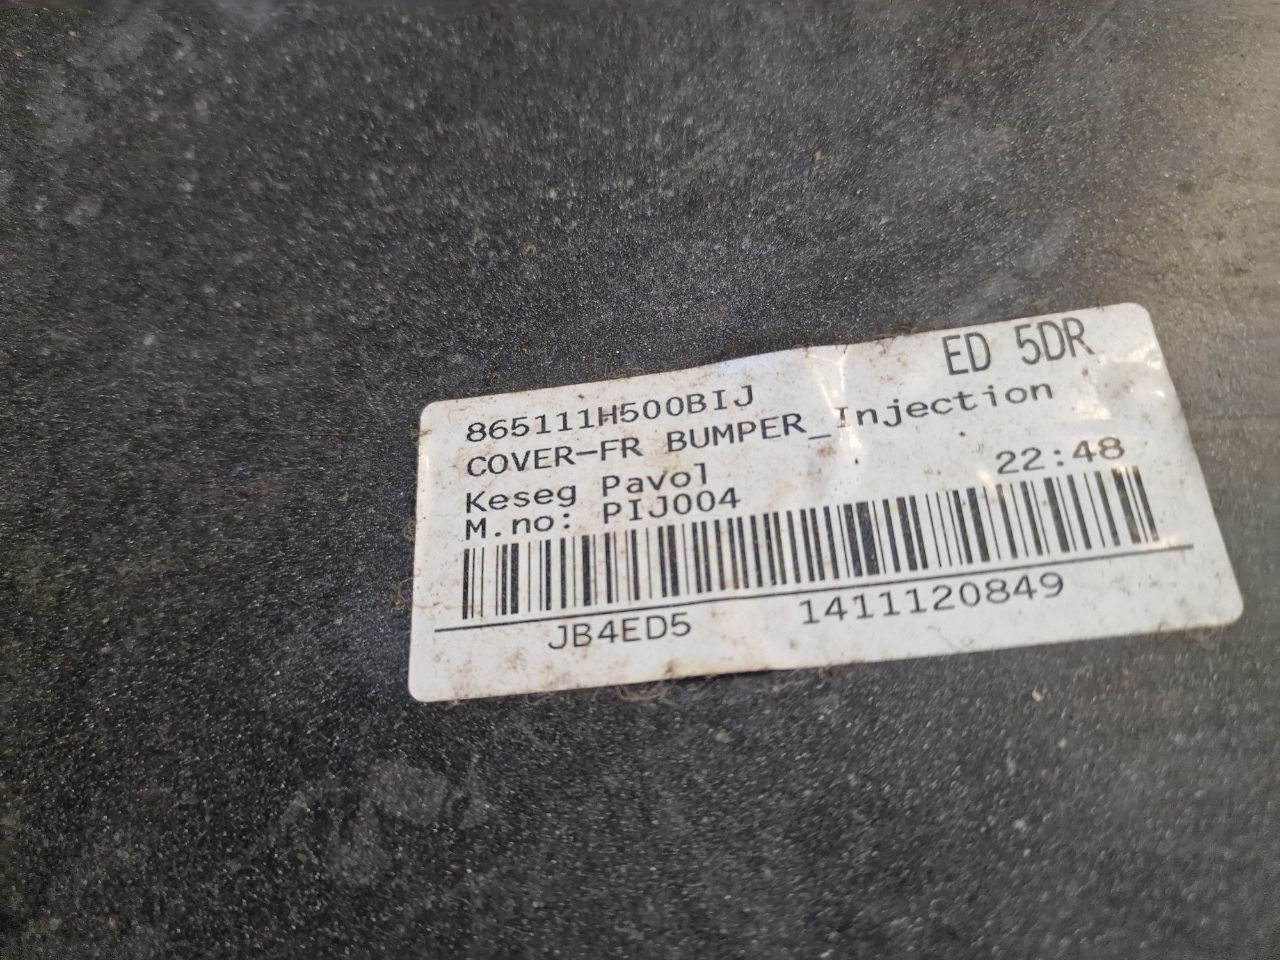 ED 5DR
865111H500BIJ
COVER-FR BUMPER_Injection
Keseg Pavol
22:48
M.no: PIJ004
JB4ED5 1411120849